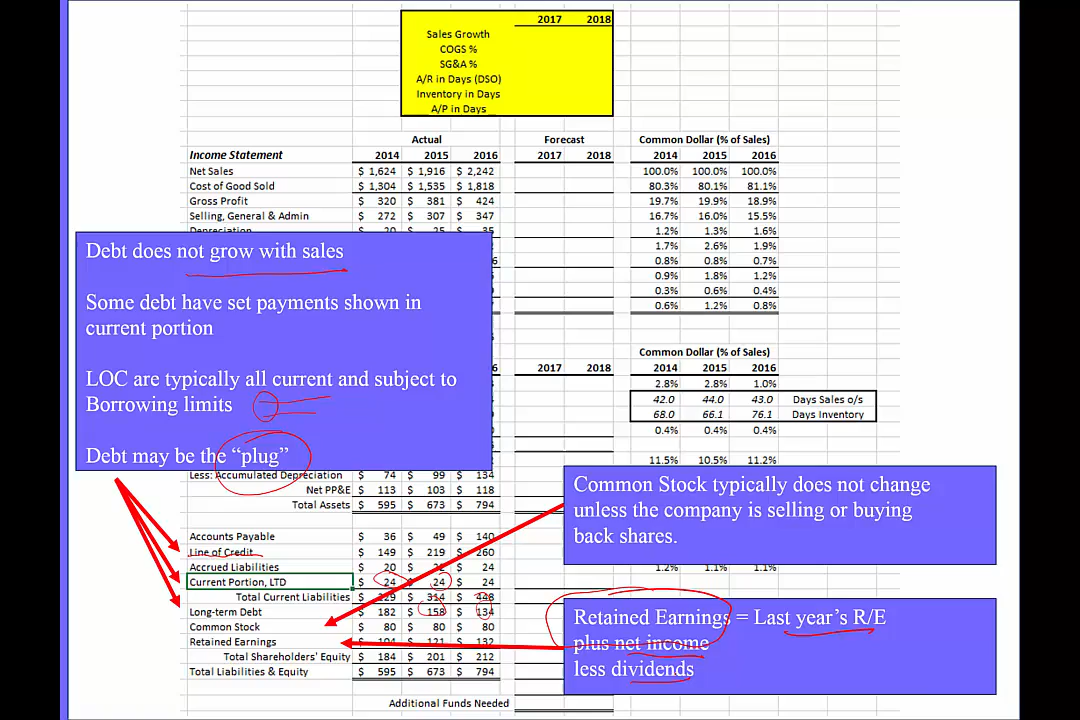 2017 2018
Sales Growth
COGS %
SG&A %
A/R in Days (DSO)
Inventory in Days
A/P in Days
Actual Forecast Common Dollar (% of Sales)
Income Statement 2014 2015 2016 2017 2018 2014 2015 2016
Net Sales $ 1,624 $ 1,916 $ 2,242 100.0% 100.0% 100.0%
Cost of Good Sold $ 1,304 $ 1,535 $ 1,818 80.3% 80.1% 81.1%
Gross Profit $ 320 $ 381 $ 424 19.7% 19.9% 18.9%
Selling, General & Admin $ 272 $ 307 $ 347 16.7% 16.0% 15.5%
Depreciation 20 25 35 1.2% 1.3% 1.6%
1.7% 2.6% 1.9%
6 0.8% 0.8% 0.7%
0.9% 1.8% 1.2%
0.3% 0.6% 0.4%
0.6% 1.2% 0.8%
Debt does not grow with sales
Some debt have set payments shown in
current portion
LOC are typically all current and subject to
Borrowing limits
Debt may be the “plug”
Common Dollar (% of Sales)
6 2017 2018 2014 2015 2016
2.8% 2.8% 1.0%
42.0 44.0 43.0 Days Sales o/s
68.0 66.1 76.1 Days Inventory
0.4% 0.4% 0.4%
11.5% 10.5% 11.2%
Less: Accumulated Depreciation $ 74 $ 99 $ 134
Net PP&E $ 113 $ 103 $ 118
Total Assets $ 595 $ 673 $ 794
Common Stock typically does not change
unless the company is selling or buying
back shares.
Accounts Payable $ 36 $ 49 $ 140
Line of Credit $ 149 $ 219 $ 260
Accrued Liabilities $ 20 $ 24
1.2% 1.1% 1.1%
Current Portion, LTD 24 24 $ 24
Total Current Liabilities $ 229 $ 314 $ 448
Long-term Debt $ 182 $ 158 $ 134
Common Stock $ 80 $ 80 $ 80
Retained Earnings $ 104 $ 121 $ 132
Total Shareholders' Equity $ 184 $ 201 $ 212
Total Liabilities & Equity $ 595 $ 673 $ 794
Retained Earnings = Last year’s R/E
plus net income
less dividends
Additional Funds Needed